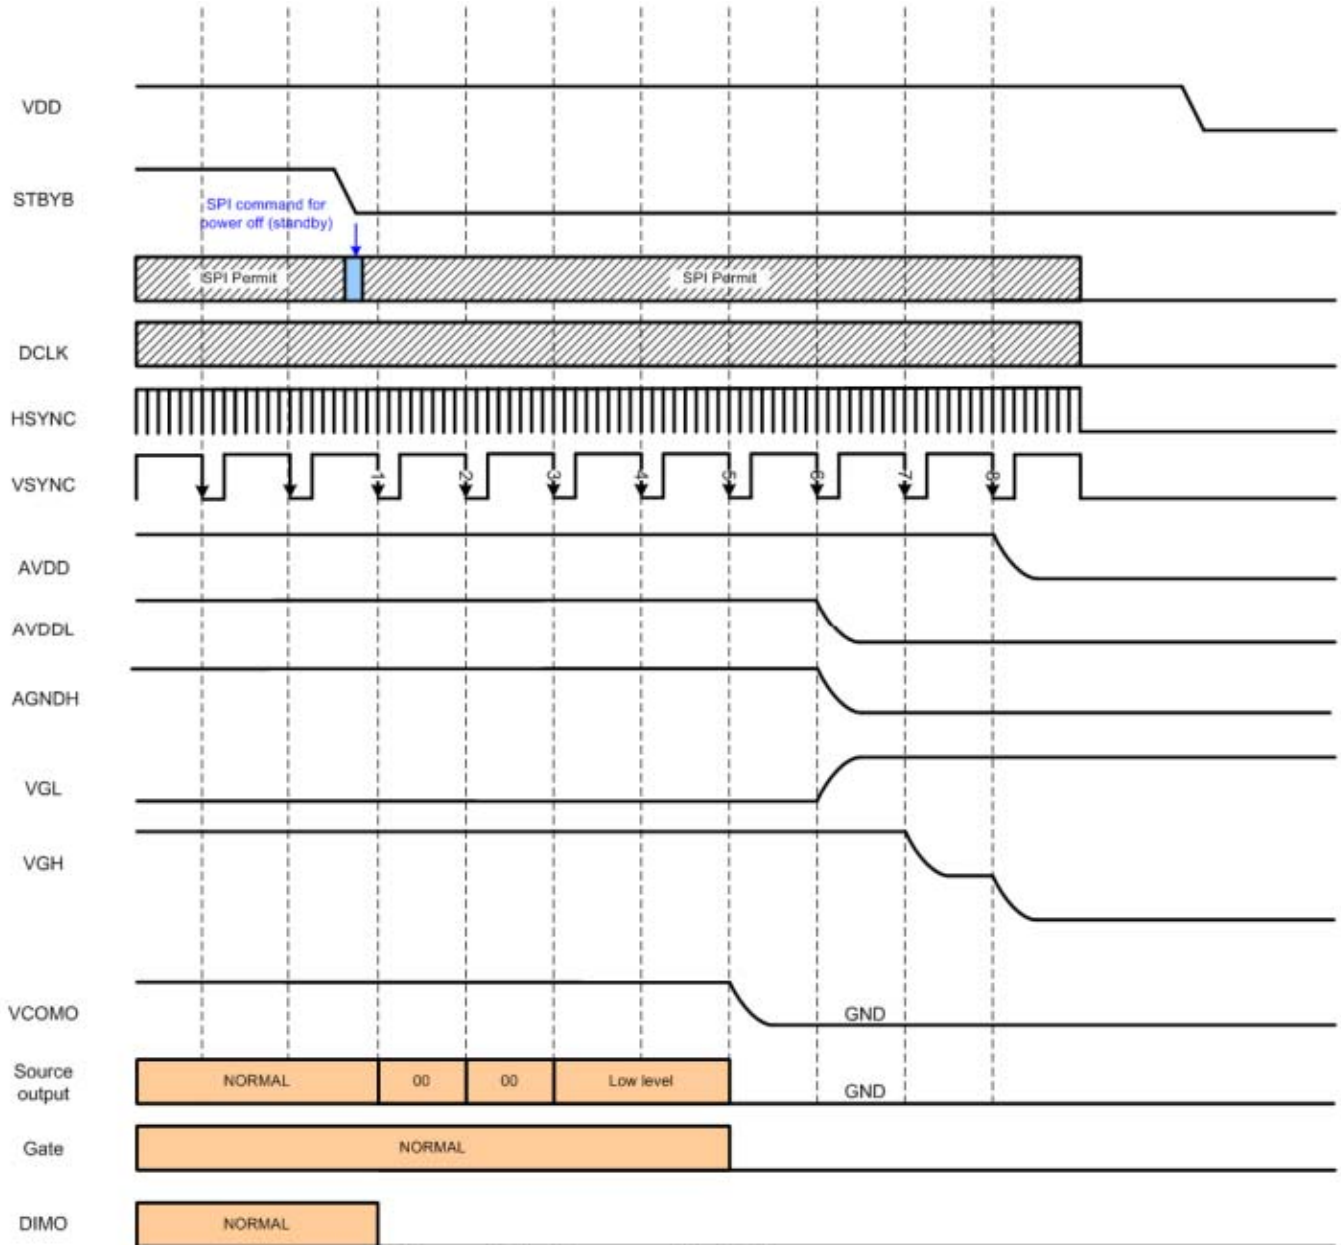 VDD
STBYB
SPI command for
power off (standby)
SPI Permit
SPI Permit
DCLK
HSYNC
VSYNC
1
2
3
4
5
6
7
8
AVDD
AVDDL
AGNDH
VGL
VGH
VCOMO
GND
Source
output
NORMAL
00
00
Low level
GND
Gate
NORMAL
DIMO
NORMAL